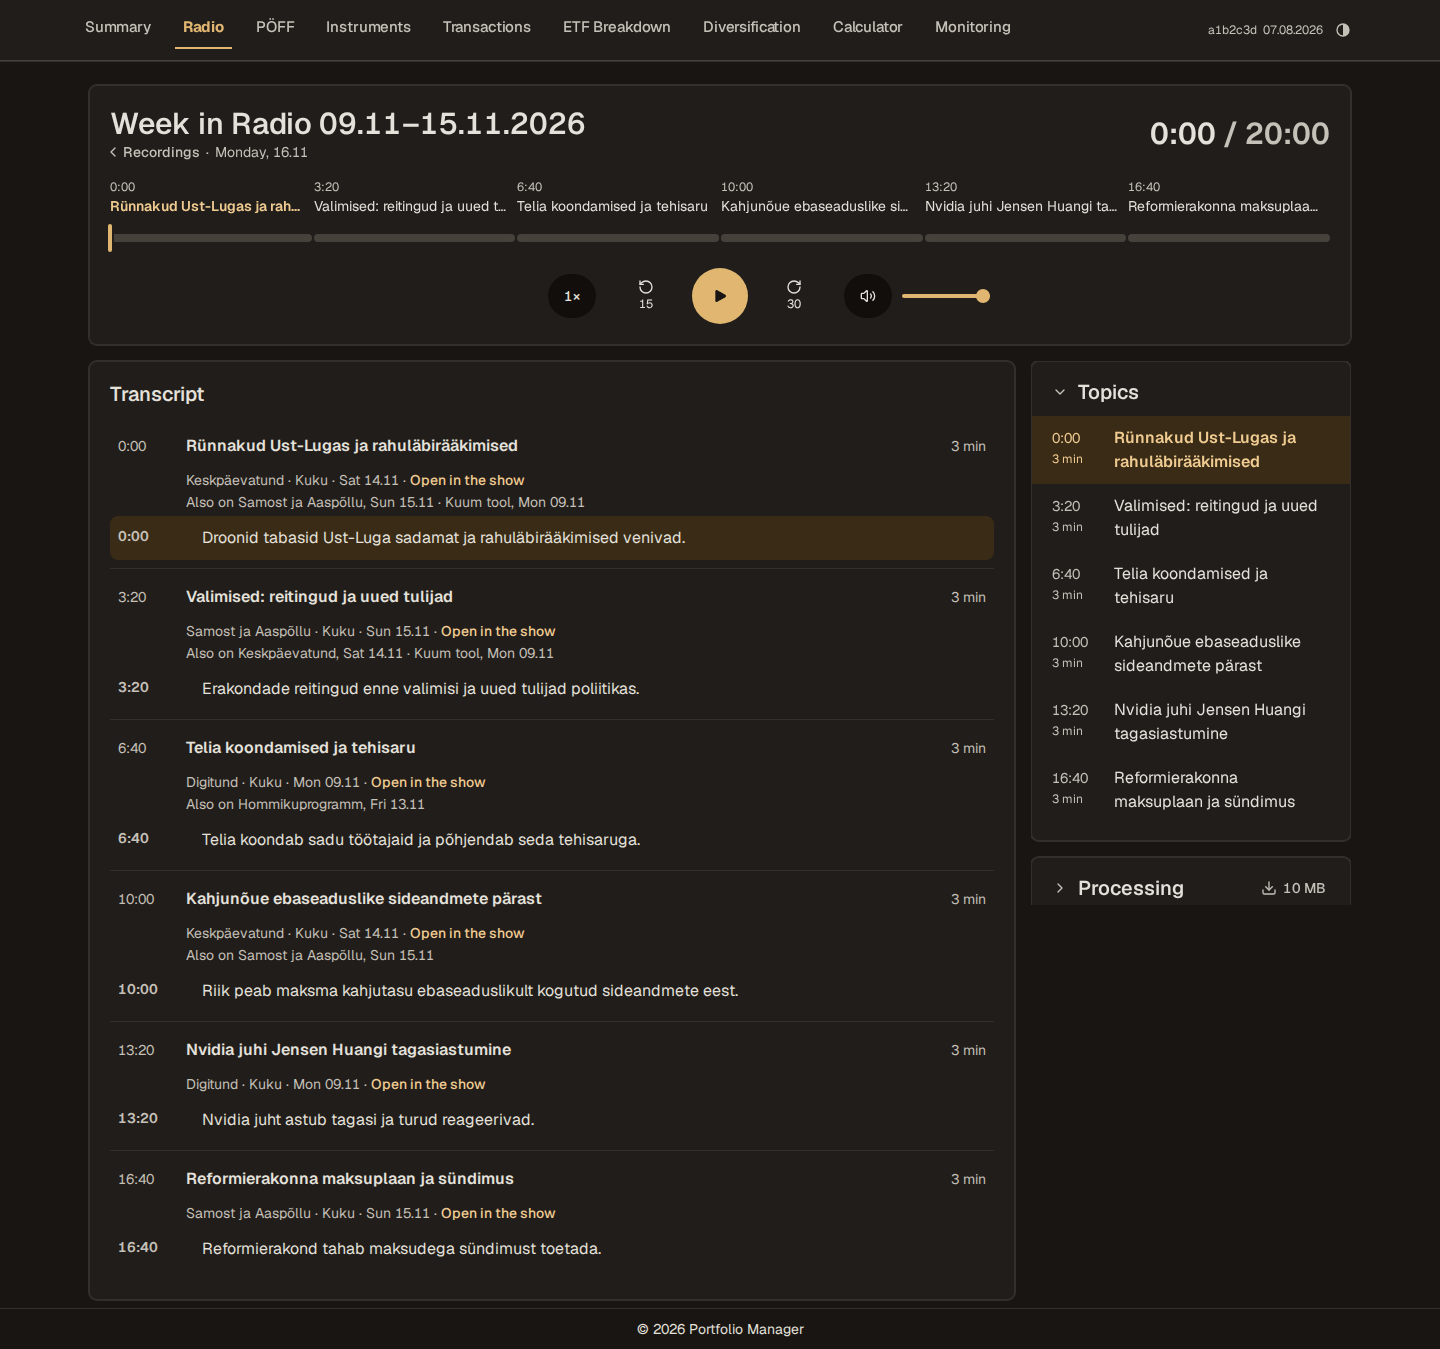 Summary Radio PÖFF Instruments Transactions ETF Breakdown Diversification Calculator Monitoring a1b2c3d 07.08.2026
Week in Radio 09.11–15.11.2026
Recordings · Monday, 16.11
0:00 / 20:00
0:00 3:20 6:40 10:00 13:20 16:40
Rünnakud Ust-Lugas ja rah... Valimised: reitingud ja uued t... Telia koondamised ja tehisaru Kahjunõue ebaseaduslike si... Nvidia juhi Jensen Huangi ta... Reformierakonna maksuplaa...
1× 15 30
Transcript
0:00 Rünnakud Ust-Lugas ja rahuläbirääkimised 3 min
Keskpäevatund · Kuku · Sat 14.11 · Open in the show
Also on Samost ja Aaspõllu, Sun 15.11 · Kuum tool, Mon 09.11
0:00 Droonid tabasid Ust-Luga sadamat ja rahuläbirääkimised venivad.
3:20 Valimised: reitingud ja uued tulijad 3 min
Samost ja Aaspõllu · Kuku · Sun 15.11 · Open in the show
Also on Keskpäevatund, Sat 14.11 · Kuum tool, Mon 09.11
3:20 Erakondade reitingud enne valimisi ja uued tulijad poliitikas.
6:40 Telia koondamised ja tehisaru 3 min
Digitund · Kuku · Mon 09.11 · Open in the show
Also on Hommikuprogramm, Fri 13.11
6:40 Telia koondab sadu töötajaid ja põhjendab seda tehisaruga.
10:00 Kahjunõue ebaseaduslike sideandmete pärast 3 min
Keskpäevatund · Kuku · Sat 14.11 · Open in the show
Also on Samost ja Aaspõllu, Sun 15.11
10:00 Riik peab maksma kahjutasu ebaseaduslikult kogutud sideandmete eest.
13:20 Nvidia juhi Jensen Huangi tagasiastumine 3 min
Digitund · Kuku · Mon 09.11 · Open in the show
13:20 Nvidia juht astub tagasi ja turud reageerivad.
16:40 Reformierakonna maksuplaan ja sündimus 3 min
Samost ja Aaspõllu · Kuku · Sun 15.11 · Open in the show
16:40 Reformierakond tahab maksudega sündimust toetada.
Topics
0:00 Rünnakud Ust-Lugas ja
3 min rahuläbirääkimised
3:20 Valimised: reitingud ja uued
3 min tulijad
6:40 Telia koondamised ja
3 min tehisaru
10:00 Kahjunõue ebaseaduslike
3 min sideandmete pärast
13:20 Nvidia juhi Jensen Huangi
3 min tagasiastumine
16:40 Reformierakonna
3 min maksuplaan ja sündimus
Processing 10 MB
© 2026 Portfolio Manager